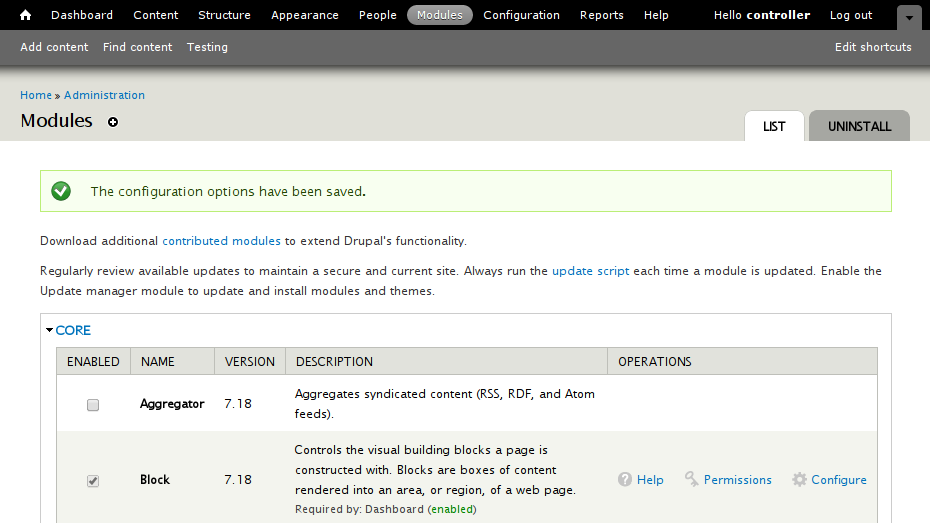 Dashboard Content Structure Appearance People Modules Configuration Reports Help Hello controller Log out
Add content Find content Testing Edit shortcuts
Home » Administration
Modules
LIST UNINSTALL
The configuration options have been saved.
Download additional contributed modules to extend Drupal's functionality.
Regularly review available updates to maintain a secure and current site. Always run the update script each time a module is updated. Enable the
Update manager module to update and install modules and themes.
CORE
ENABLED NAME VERSION DESCRIPTION OPERATIONS
Aggregator 7.18 Aggregates syndicated content (RSS, RDF, and Atom
feeds).
Controls the visual building blocks a page is
constructed with. Blocks are boxes of content
Block 7.18 rendered into an area, or region, of a web page. Help Permissions Configure
Required by: Dashboard (enabled)